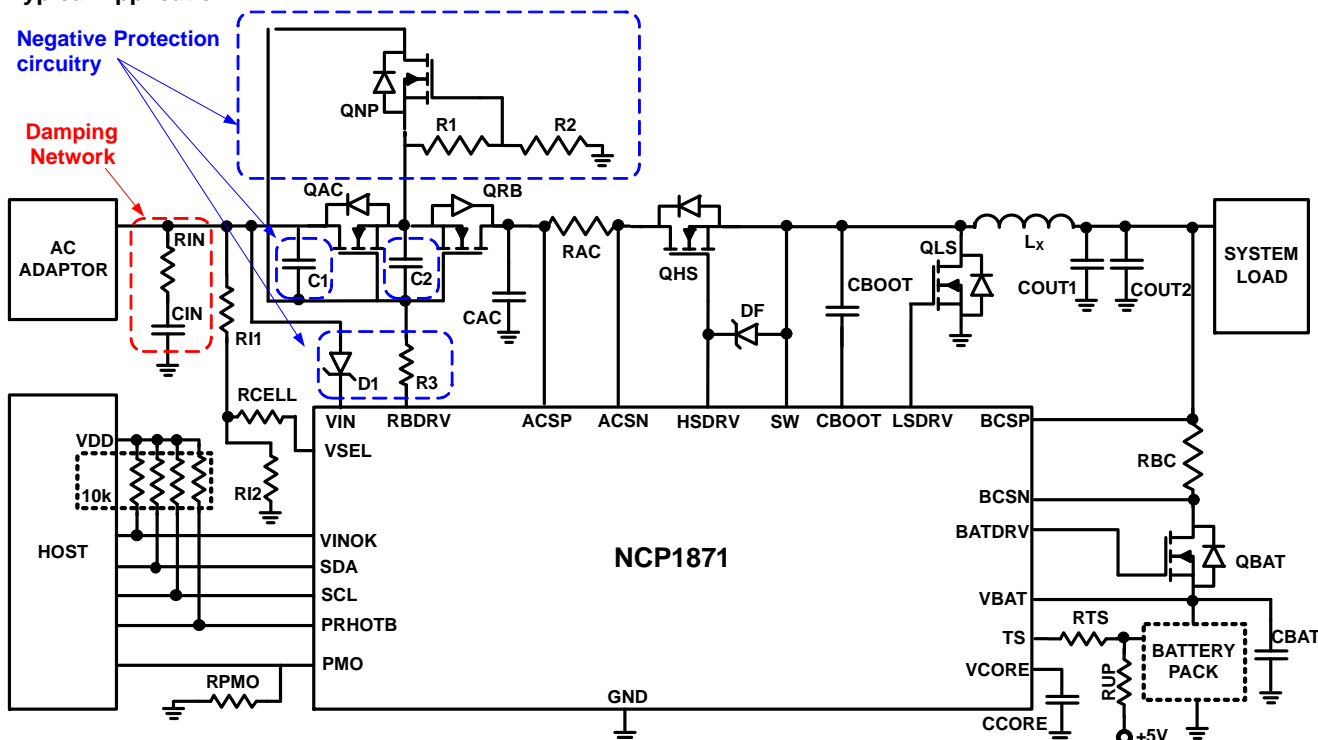 Negative Protection
circuitry
QNP
R1
R2
Damping
Network
AC
ADAPTOR
RIN
CIN
RI1
QAC
C1
QRB
C2
CAC
RAC
QHS
DF
CBOOT
QLS
Lx
COUT1
COUT2
SYSTEM
LOAD
D1
R3
RCELL
RI2
HOST
VDD
10k
VIN
RBDRV
ACSP
ACSN
HSDRV
SW
CBOOT
LSDRV
BCSP
VSEL
VINOK
SDA
SCL
PRHOTB
PMO
RPMO
NCP1871
GND
BCSN
BATDRV
VBAT
TS
VCORE
CCORE
RBC
QBAT
RTS
RUP
+5V
BATTERY
PACK
CBAT